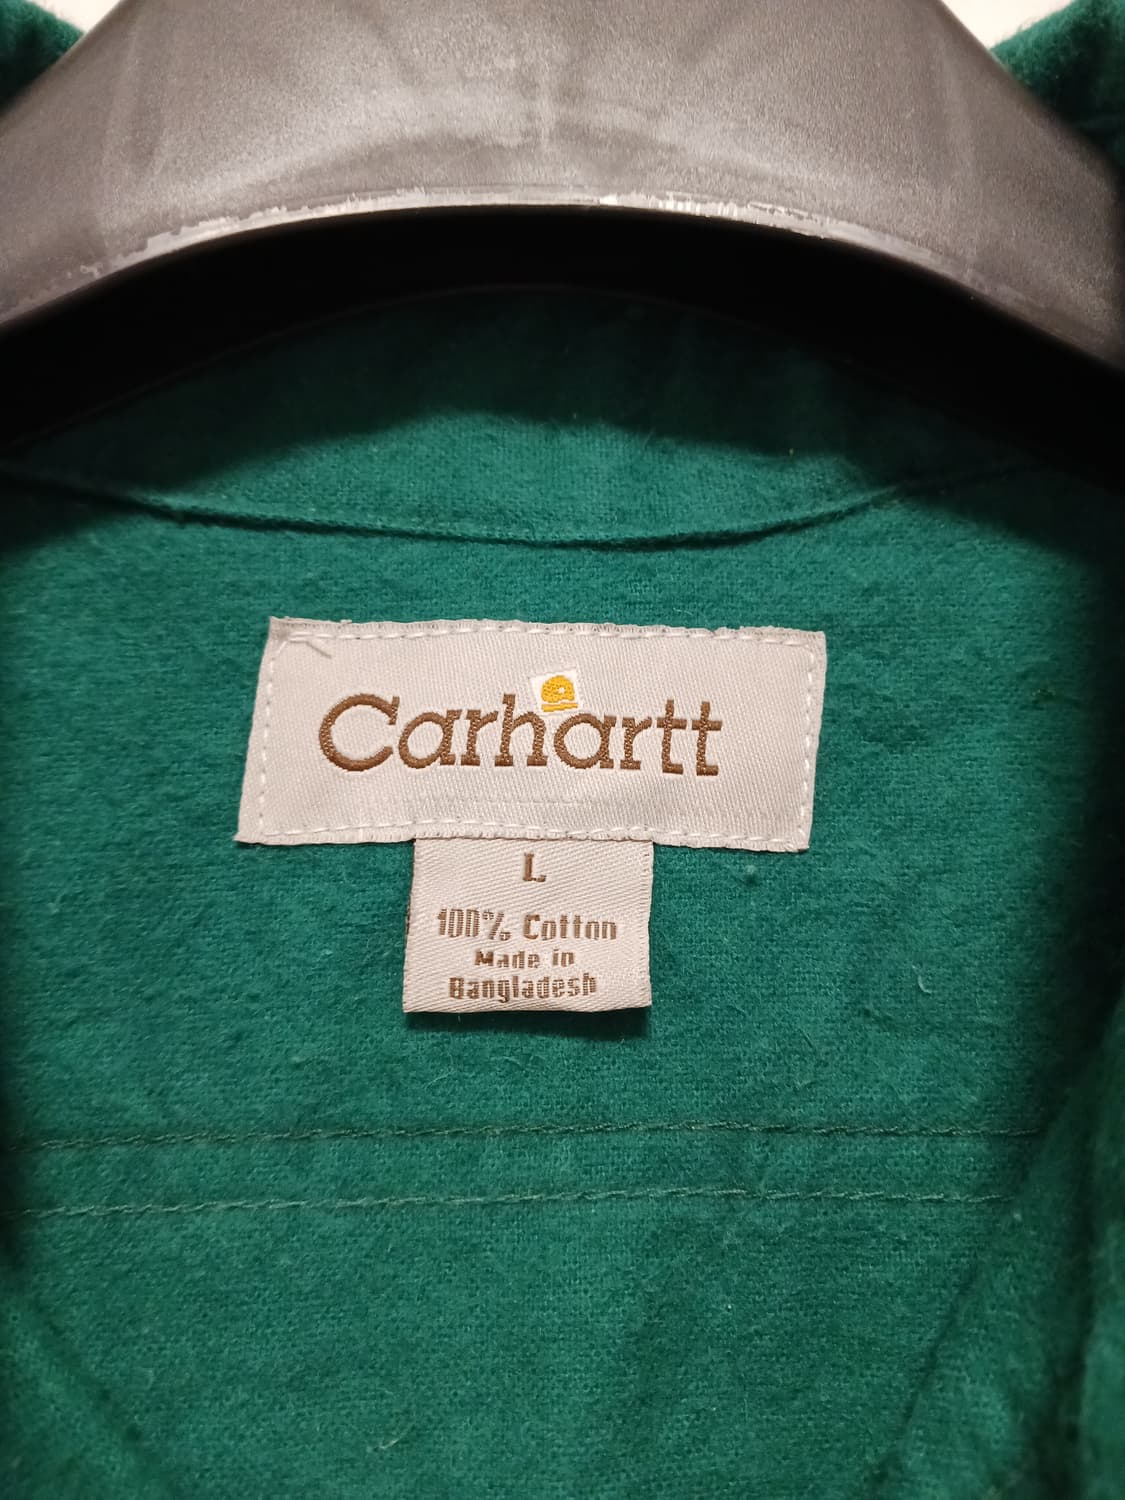 Carhartt
L
100% Cotton
Made in
Bangladesh